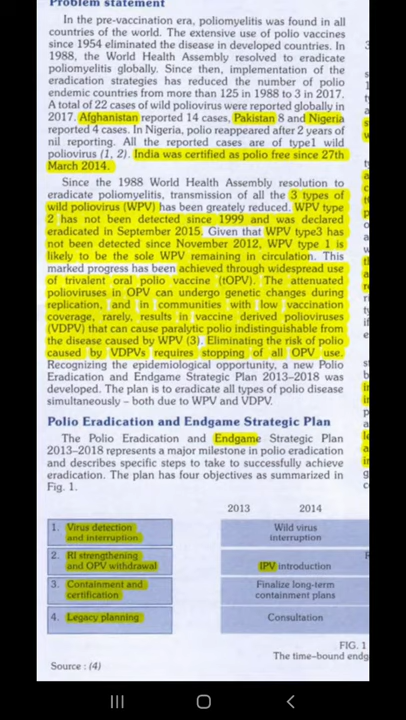 Problem statement
In the pre-vaccination era, poliomyelitis was found in all
countries of the world. The extensive use of polio vaccines
since 1954 eliminated the disease in developed countries. In
1988, the World Health Assembly resolved to eradicate
poliomyelitis globally. Since then, implementation of the
eradication strategies has reduced the number of polio
endemic countries from more than 125 in 1988 to 3 in 2017.
A total of 22 cases of wild poliovirus were reported globally in
2017. Afghanistan reported 14 cases, Pakistan 8 and Nigeria
reported 4 cases. In Nigeria, polio reappeared after 2 years of
nil reporting. All the reported cases are of type1 wild
poliovirus (1, 2). India was certified as polio free since 27th
March 2014.
Since the 1988 World Health Assembly resolution to
eradicate poliomyelitis, transmission of all the 3 types of
wild poliovirus (WPV) has been greately reduced. WPV type
2 has not been detected since 1999 and was declared
eradicated in September 2015. Given that WPV type3 has
not been detected since November 2012, WPV type 1 is
likely to be the sole WPV remaining in circulation. This
marked progress has been achieved through widespread use
of trivalent oral polio vaccine (tOPV). The attenuated
polioviruses in OPV can undergo genetic changes during
replication, and in communities with low vaccination
coverage, rarely, results in vaccine derived polioviruses
(VDPV) that can cause paralytic polio indistinguishable from
the disease caused by WPV (3). Eliminating the risk of polio
caused by VDPVs requires stopping of all OPV use.
Recognizing the epidemiological opportunity, a new Polio
Eradication and Endgame Strategic Plan 2013-2018 was
developed. The plan is to eradicate all types of polio disease
simultaneously – both due to WPV and VDPV.
Polio Eradication and Endgame Strategic Plan
The Polio Eradication and Endgame Strategic Plan
2013-2018 represents a major milestone in polio eradication
and describes specific steps to take to successfully achieve
eradication. The plan has four objectives as summarized in
Fig. 1.
2013 2014
1. Virus detection
and interruption
Wild virus
interruption
2. RI strengthening
and OPV withdrawal
IPV introduction
3. Containment and
certification
Finalize long-term
containment plans
4. Legacy planning
Consultation
FIG. 1
The time-bound endg
Source : (4)